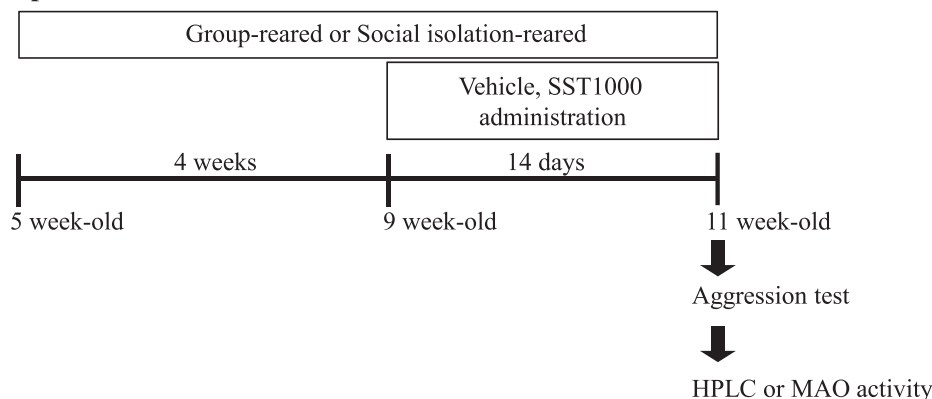 Group-reared or Social isolation-reared
Vehicle, SST1000
administration
4 weeks
14 days
5 week-old
9 week-old
11 week-old
Aggression test
HPLC or MAO activity